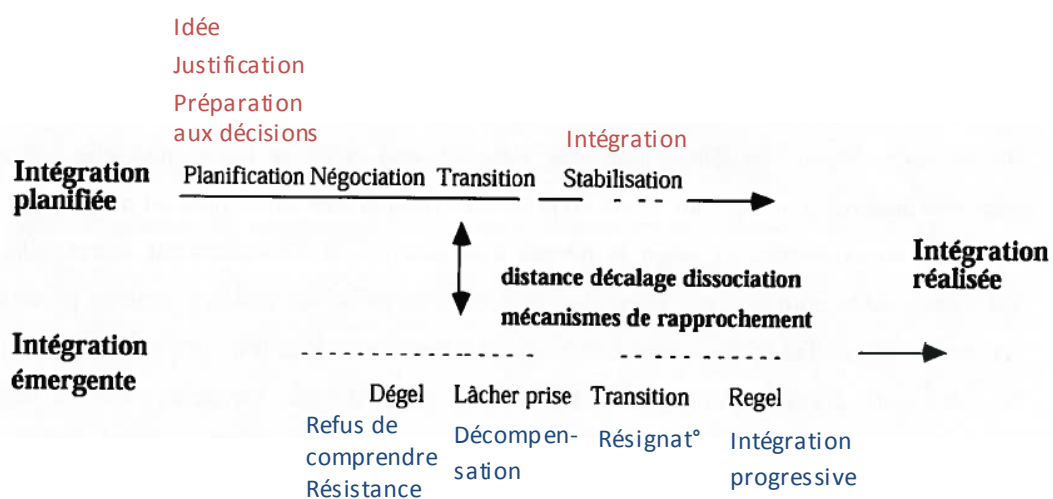 Idée
Justification
Préparation
aux décisions
Intégration
Intégration
planifiée
Planification Négociation Transition Stabilisation
Intégration
réalisée
distance décalage dissociation
mécanismes de rapprochement
Intégration
émergente
Dégel Lâcher prise Transition Regel
Refus de
comprendre
Résistance
Décompen-
sation
Résignat°
Intégration
progressive